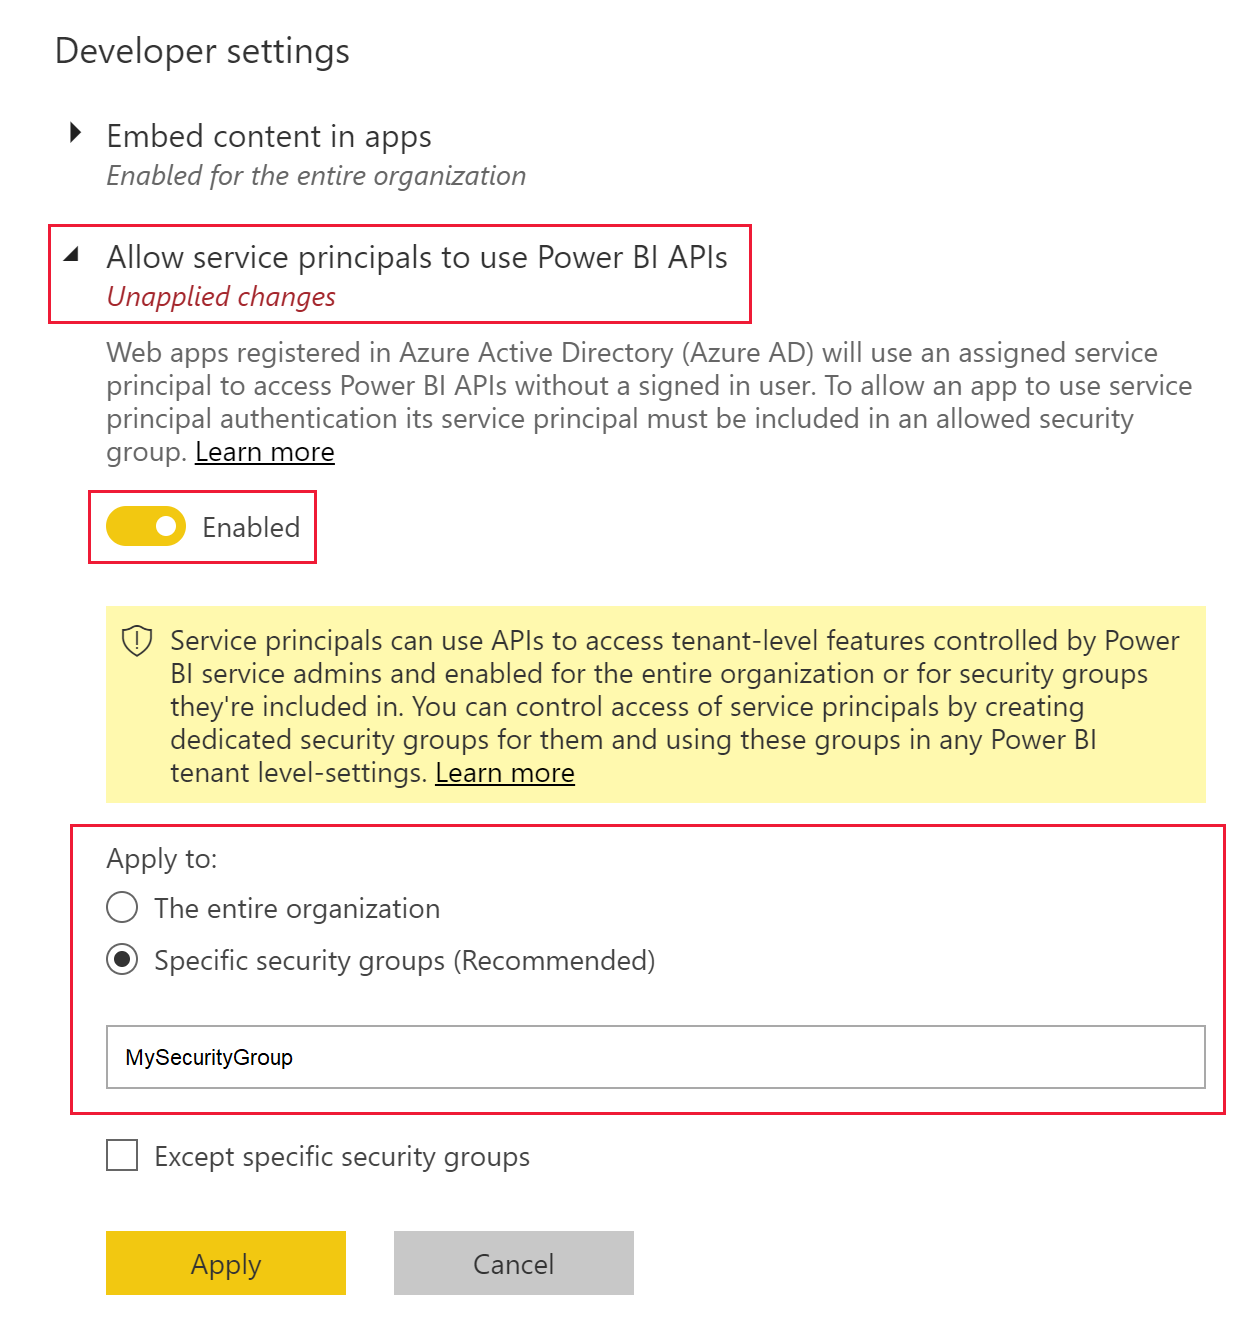 Developer settings
Embed content in apps
Enabled for the entire organization
Allow service principals to use Power BI APIs
Unapplied changes
Web apps registered in Azure Active Directory (Azure AD) will use an assigned service
principal to access Power BI APIs without a signed in user. To allow an app to use service
principal authentication its service principal must be included in an allowed security
group. Learn more
Enabled
Service principals can use APIs to access tenant-level features controlled by Power
BI service admins and enabled for the entire organization or for security groups
they're included in. You can control access of service principals by creating
dedicated security groups for them and using these groups in any Power BI
tenant level-settings. Learn more
Apply to:
The entire organization
Specific security groups (Recommended)
MySecurityGroup
Except specific security groups
Apply
Cancel